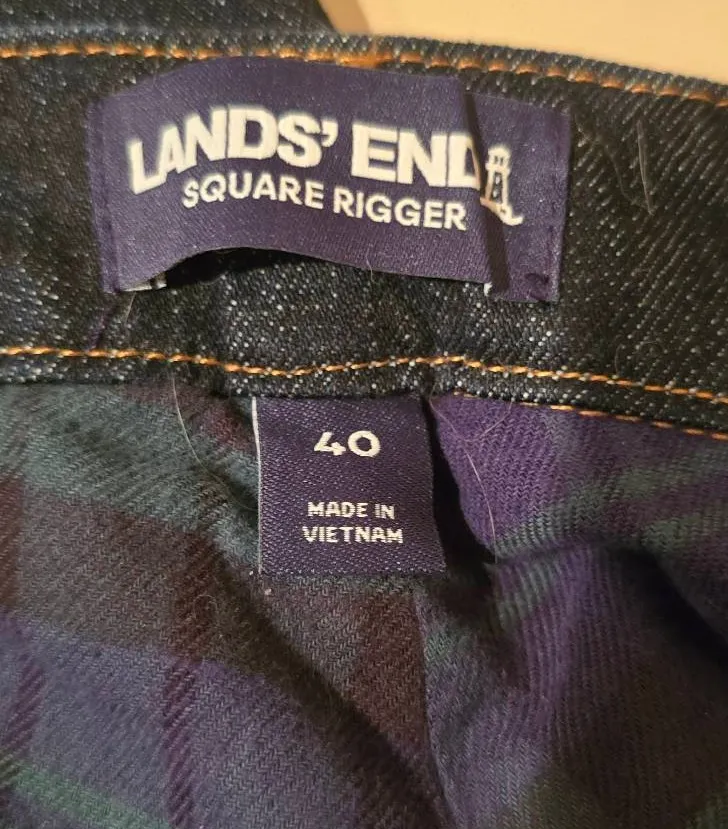 LANDS' END
SQUARE RIGGER
40
MADE IN
VIETNAM